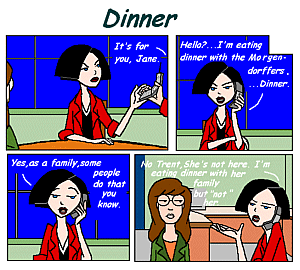 Dinner
It's for
you, Jane.
Hello?...I'm eating
dinner with the Morgen-
dorffers ,
...Dinner.
Yes,as a family,some
people
do that
you
know.
No Trent,She's not here. I'm
eating dinner with her
family
but "not"
her.